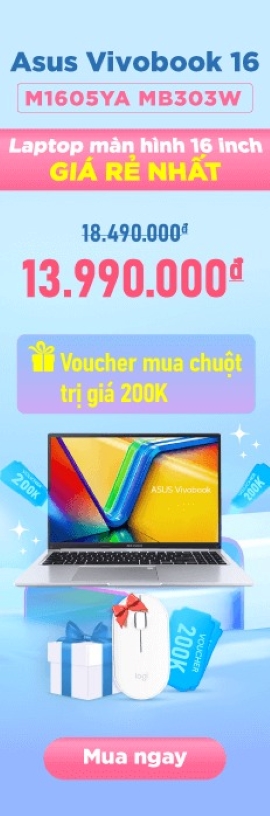 Asus Vivobook 16
M1605YA MB303W
Laptop màn hình 16 inch
GIÁ RẺ NHẤT
18.490.000đ
13.990.000đ
Voucher mua chuột
trị giá 200K
200K
200K
ASUS Vivobook
logi
VOUCHER
200K
Mua ngay